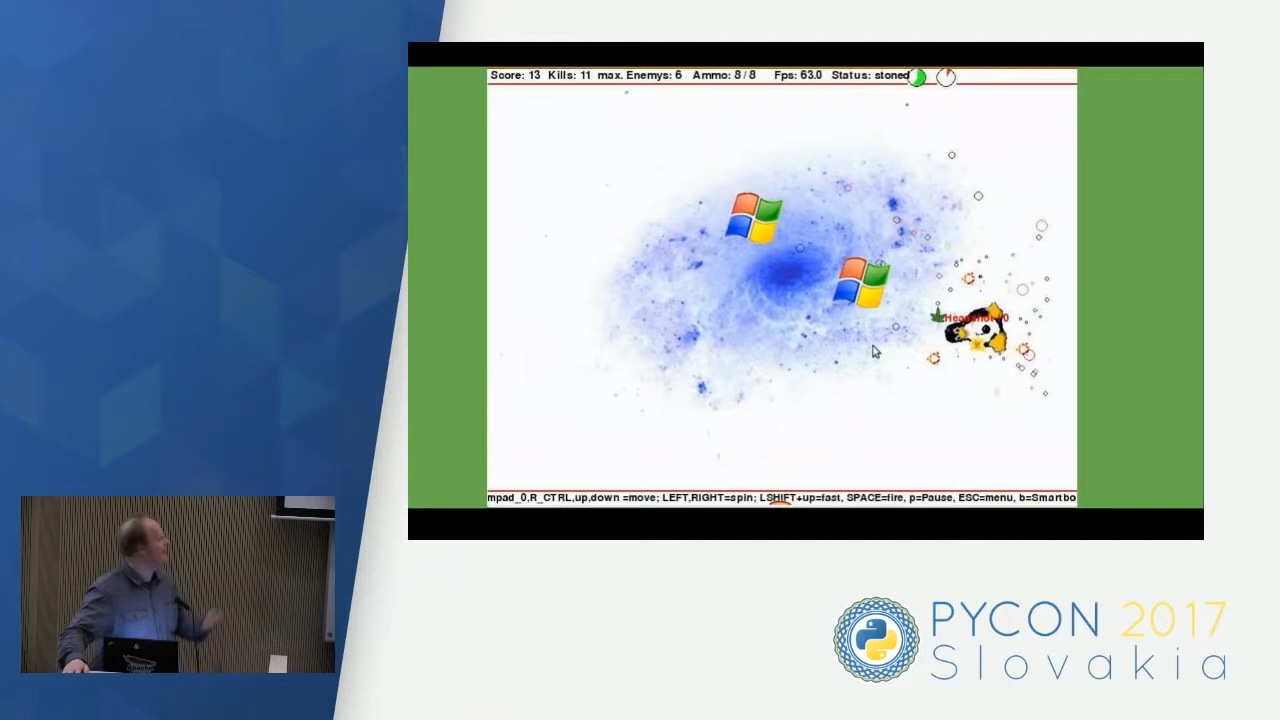 Score: 13 Kills: 11 max. Enemys: 6 Ammo: 8 / 8 Fps: 63.0 Status: stoned
mpad_0,R_CTRL,up,down =move; LEFT,RIGHT=spin; LSHIFT+up=fast, SPACE=fire, p=Pause, ESC=menu, b=Smartbo
PYCON 2017
Slovakia